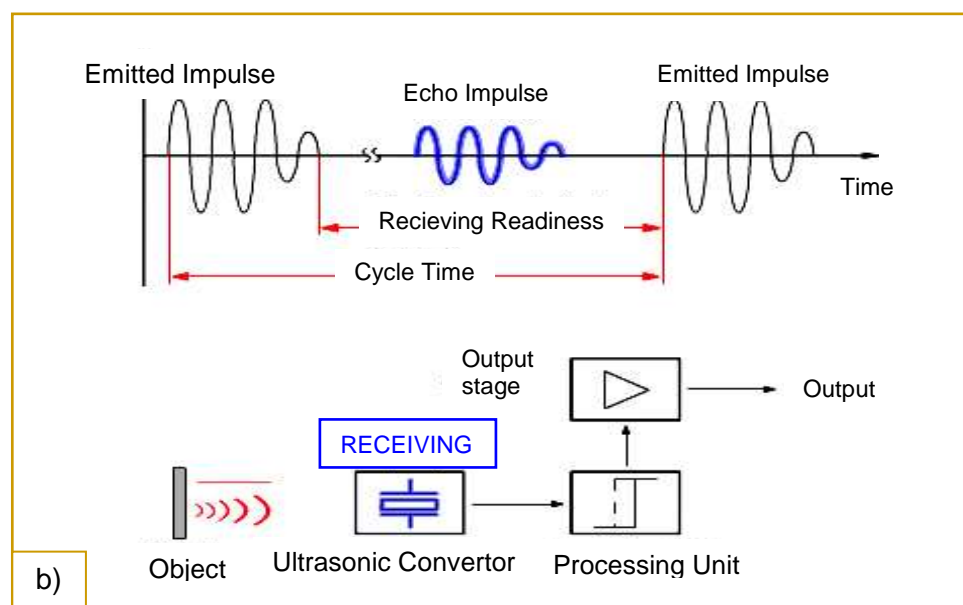 Emitted Impulse
Echo Impulse
Emitted Impulse
Time
Recieving Readiness
Cycle Time
Output
stage
Output
RECEIVING
Object
Ultrasonic Convertor
Processing Unit
b)